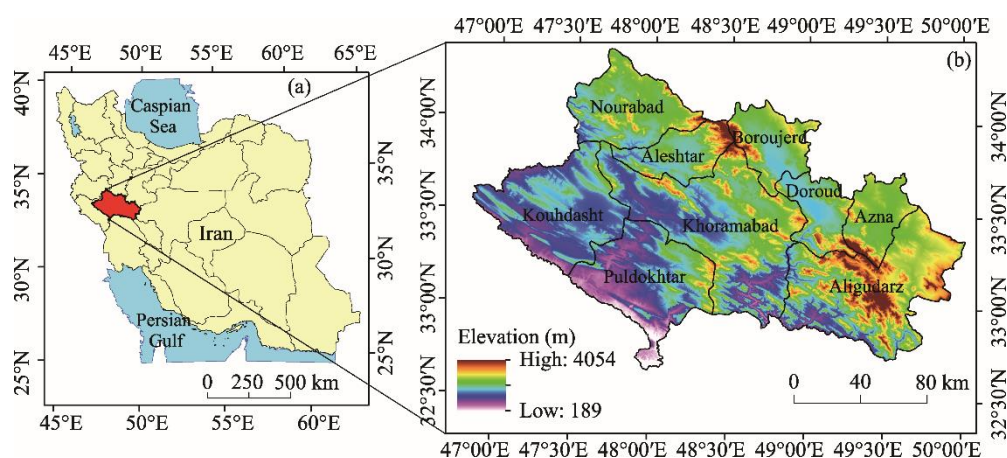 45°E 50°E 55°E 60°E 65°E
(a)
40°N
35°N
30°N
25°N
Caspian
Sea
Iran
Persian
Gulf
0 250 500 km
35°N
30°N
25°N
45°E 50°E 55°E 60°E
47°00'E 47°30'E 48°00'E 48°30'E 49°00'E 49°30'E 50°00'E
(b)
34°00'N
33°30'N
33°00'N
32°30'N
Nourabad
Boroujerd
Aleshtar
Doroud
Azna
Kouhdasht
Khoramabad
Puldokhtar
Aligudarz
Elevation (m)
High: 4054
Low: 189
0 40 80 km
34°00'N
33°30'N
33°00'N
32°30'N
47°00'E 47°30'E 48°00'E 48°30'E 49°00'E 49°30'E 50°00'E